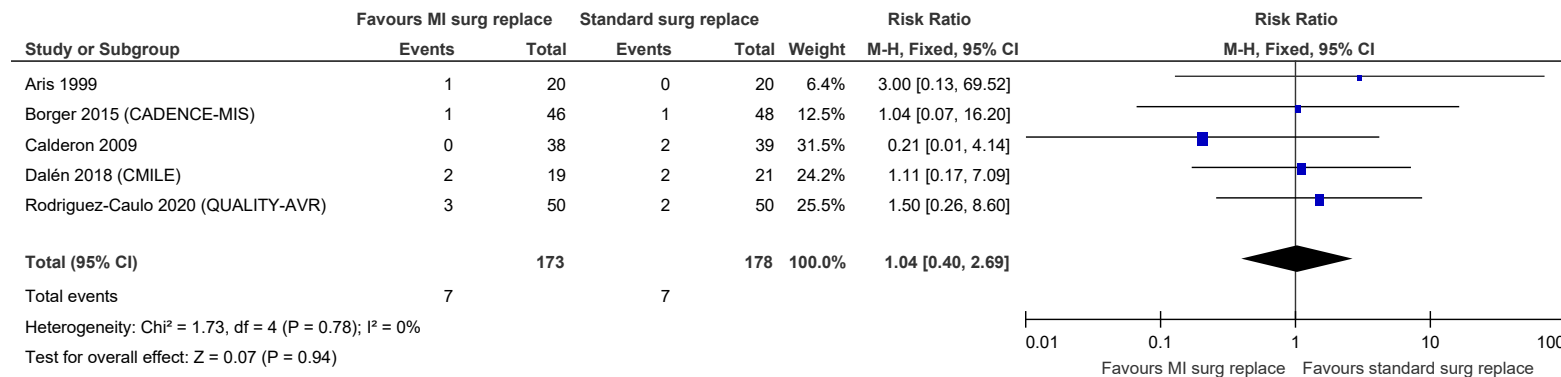 Favours MI surg replace Standard surg replace Risk Ratio Risk Ratio
Study or Subgroup Events Total Events Total Weight M-H, Fixed, 95% CI M-H, Fixed, 95% CI
Aris 1999 1 20 0 20 6.4% 3.00 [0.13, 69.52]
Borger 2015 (CADENCE-MIS) 1 46 1 48 12.5% 1.04 [0.07, 16.20]
Calderon 2009 0 38 2 39 31.5% 0.21 [0.01, 4.14]
Dalén 2018 (CMILE) 2 19 2 21 24.2% 1.11 [0.17, 7.09]
Rodriguez-Caulo 2020 (QUALITY-AVR) 3 50 2 50 25.5% 1.50 [0.26, 8.60]
Total (95% CI) 173 178 100.0% 1.04 [0.40, 2.69]
Total events 7 7
Heterogeneity: Chi² = 1.73, df = 4 (P = 0.78); I² = 0%
Test for overall effect: Z = 0.07 (P = 0.94)
0.01 0.1 1 10 100
Favours MI surg replace Favours standard surg replace